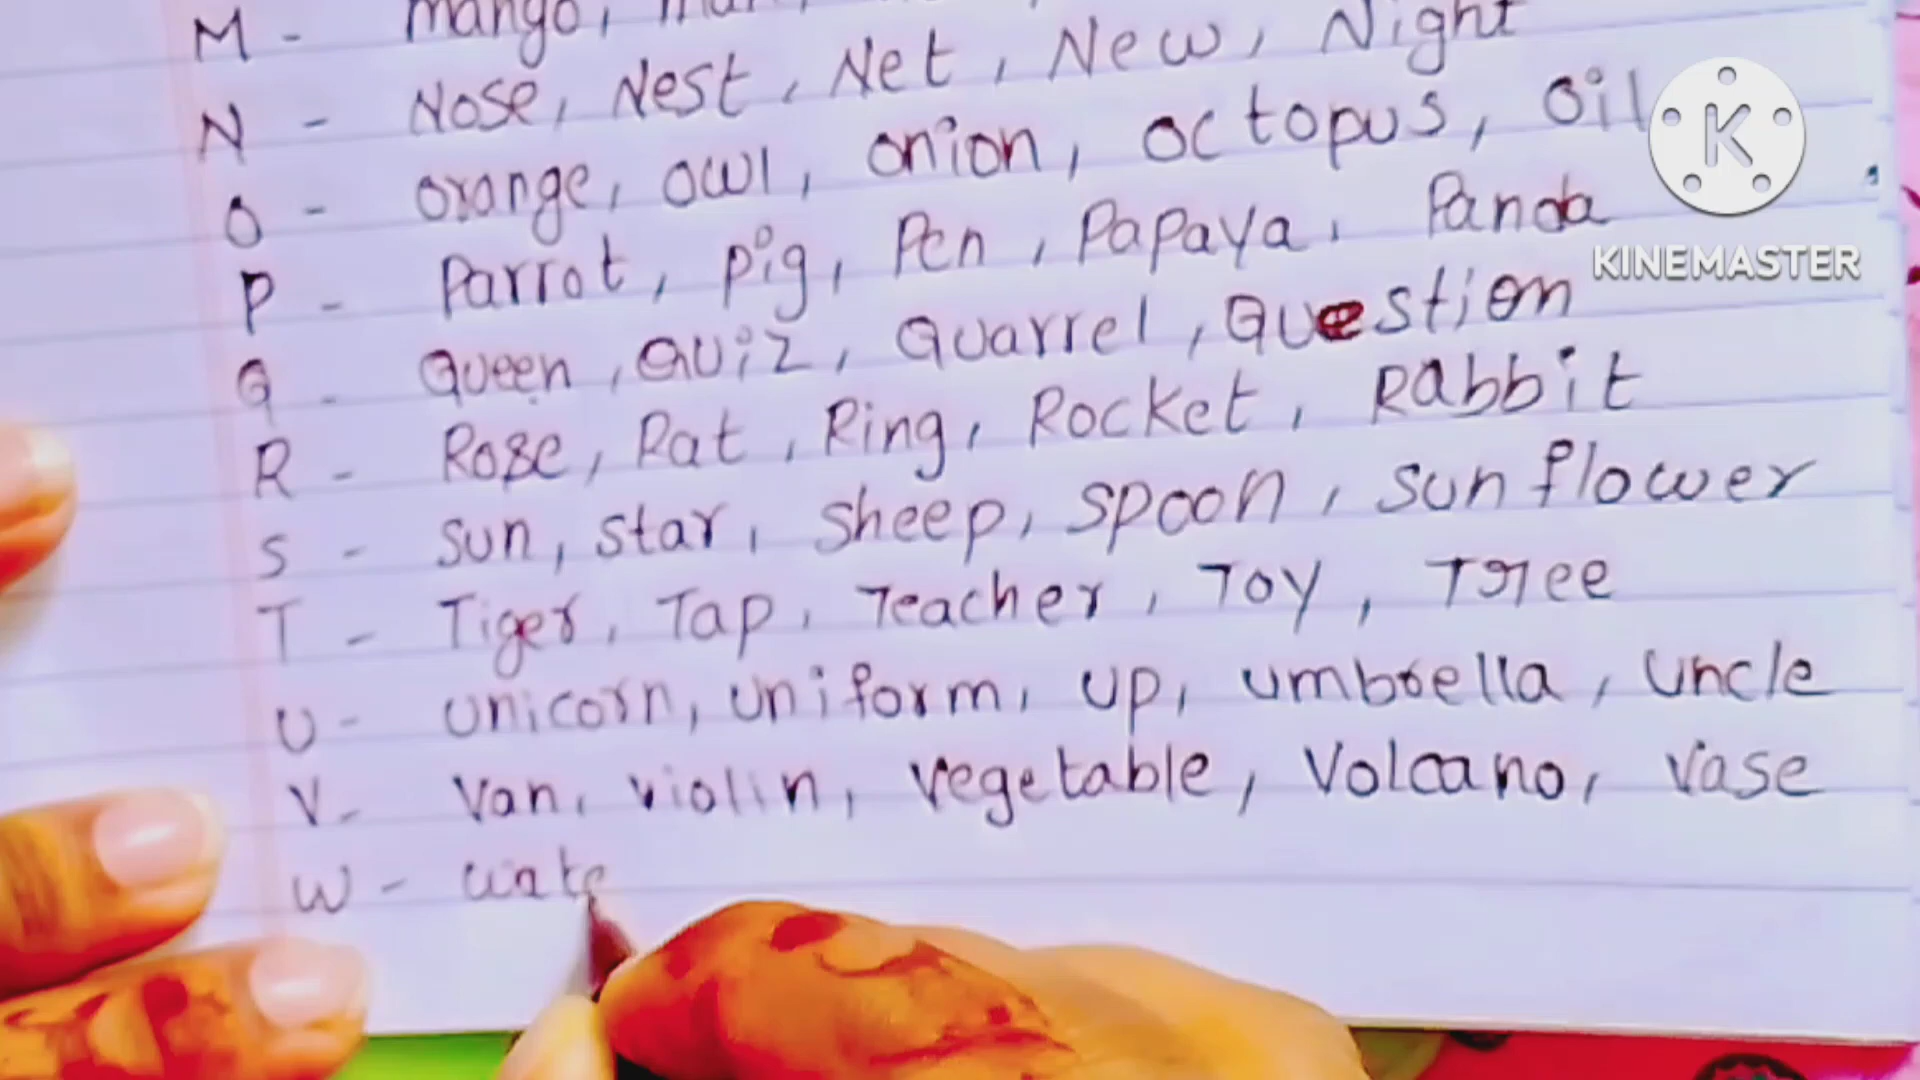 M - mango,
N - Nose, Nest, Net, New, Night
O - orange, owl, onion, octopus, oil
P - Parrot, pig, Pen, Papaya, Panda
Q - Queen, Quiz, Quarrel, Question
R - Rose, Rat, Ring, Rocket, Rabbit
S - Sun, Star, Sheep, Spoon, Sunflower
T - Tiger, Tap, Teacher, Toy, Tree
U - Unicorn, Uniform, Up, Umbrella, Uncle
V - Van, violin, vegetable, Volcano, Vase
W - wate
K
KINEMASTER